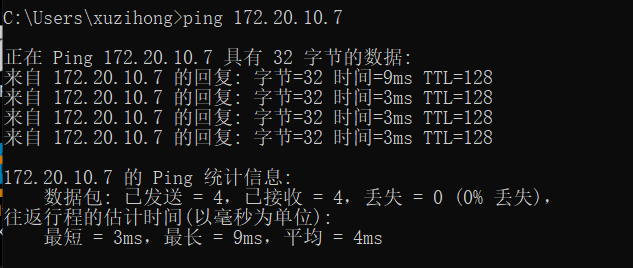 C:\Users\xuzihong>ping 172.20.10.7
正在 Ping 172.20.10.7 具有 32 字节的数据:
来自 172.20.10.7 的回复: 字节=32 时间=9ms TTL=128
来自 172.20.10.7 的回复: 字节=32 时间=3ms TTL=128
来自 172.20.10.7 的回复: 字节=32 时间=3ms TTL=128
来自 172.20.10.7 的回复: 字节=32 时间=3ms TTL=128
172.20.10.7 的 Ping 统计信息:
数据包: 已发送 = 4，已接收 = 4，丢失 = 0 (0% 丢失)，
往返行程的估计时间(以毫秒为单位):
最短 = 3ms，最长 = 9ms，平均 = 4ms